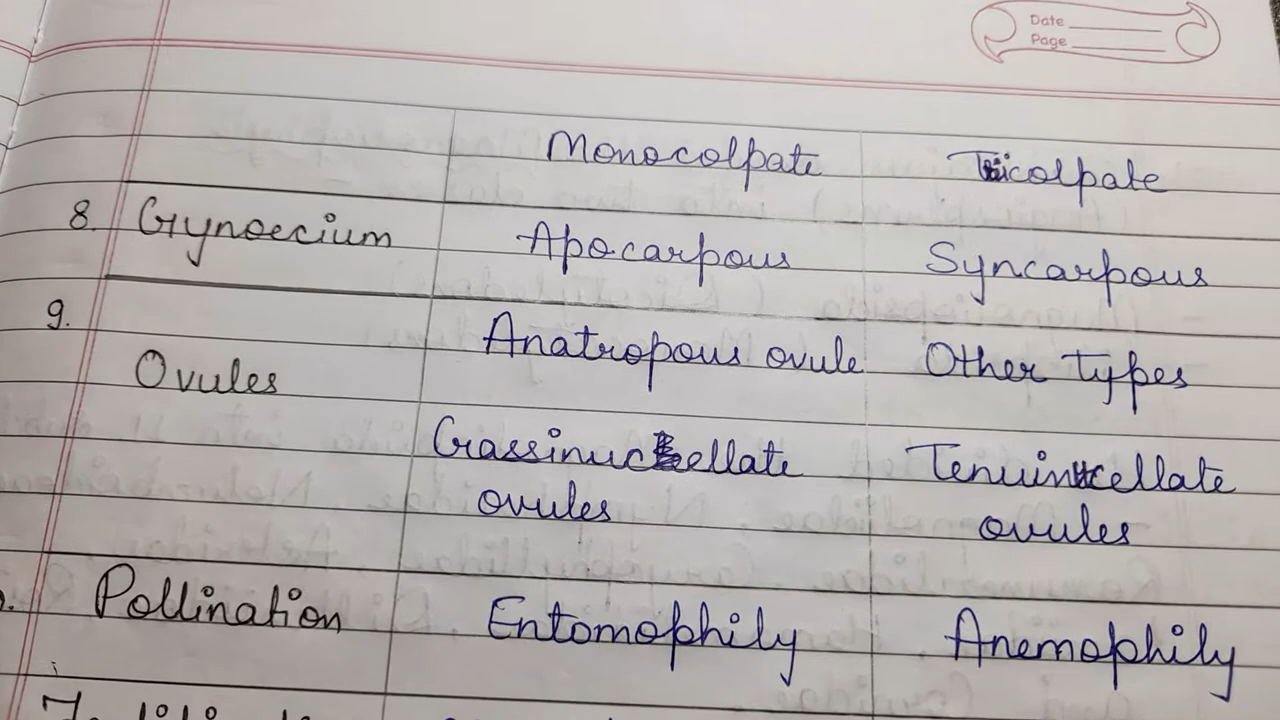 Date
Page
Monocolpate Tricolpate
8. Gynoecium Apocarpous Syncarpous
9.
Ovules Anatropous ovule Other types
Crassinucellate Tenuinucellate
ovules ovules
Pollination Entomophily Anemophily